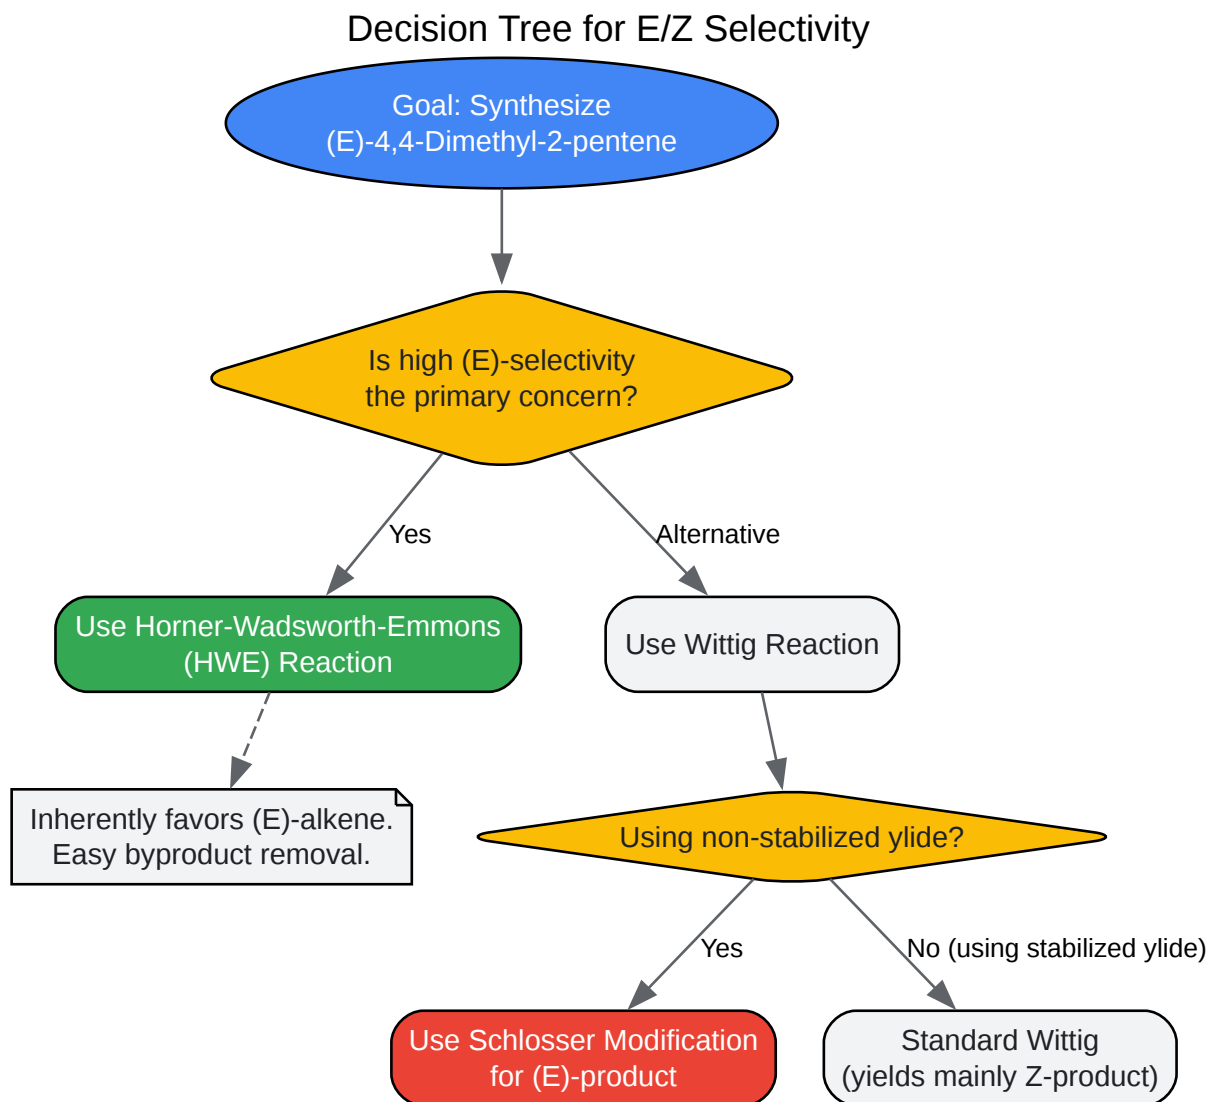 Decision Tree for E/Z Selectivity
Goal: Synthesize
(E)-4,4-Dimethyl-2-pentene
Is high (E)-selectivity
the primary concern?
Yes
Alternative
Use Horner-Wadsworth-Emmons
(HWE) Reaction
Use Wittig Reaction
Inherently favors (E)-alkene.
Easy byproduct removal.
Using non-stabilized ylide?
Yes
No (using stabilized ylide)
Use Schlosser Modification
for (E)-product
Standard Wittig
(yields mainly Z-product)